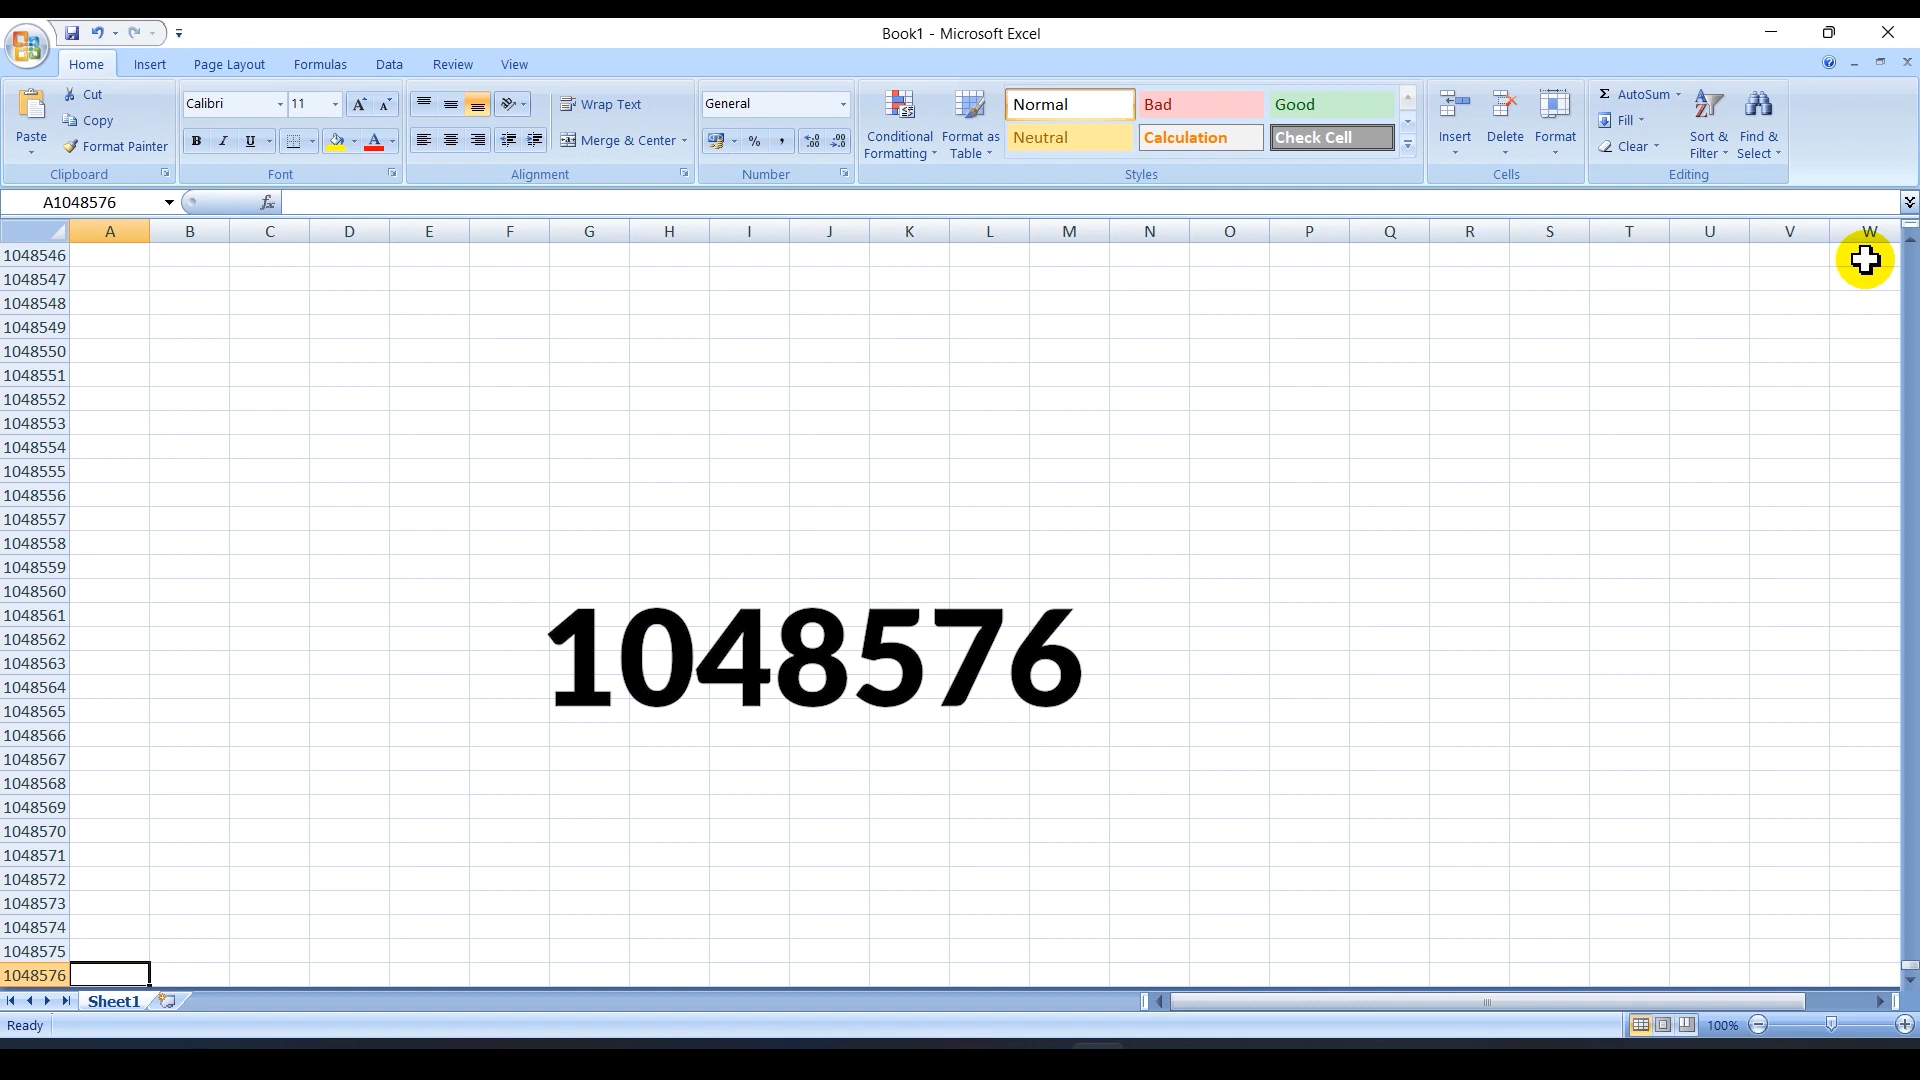 Book1 - Microsoft Excel
Home Insert Page Layout Formulas Data Review View
Paste Cut Copy Format Painter Clipboard
Calibri 11 B I U A Font
Wrap Text Merge & Center Alignment
General % , Number
Conditional Formatting Format as Table Normal Bad Good Neutral Calculation Check Cell Styles
Insert Delete Format Cells
Σ AutoSum Fill Clear Sort & Filter Find & Select Editing
A1048576 fx
A B C D E F G H I J K L M N O P Q R S T U V W
1048546
1048547
1048548
1048549
1048550
1048551
1048552
1048553
1048554
1048555
1048556
1048557
1048558
1048559
1048560
1048561
1048562
1048563
1048564
1048565
1048566
1048567
1048568
1048569
1048570
1048571
1048572
1048573
1048574
1048575
1048576
1048576
Sheet1
Ready 100%